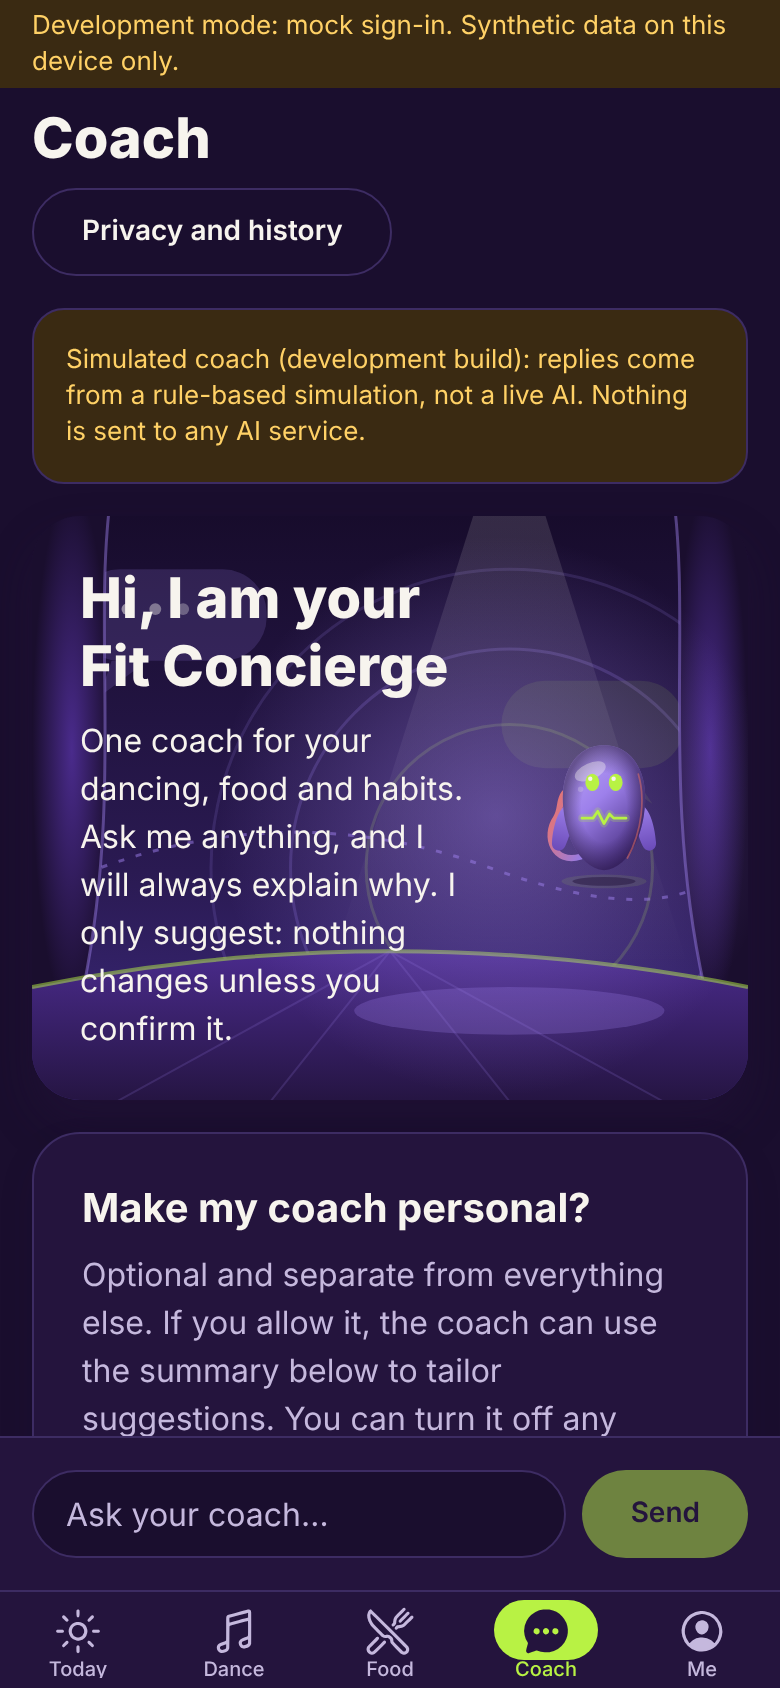 Development mode: mock sign-in. Synthetic data on this
device only.
Coach
Privacy and history
Simulated coach (development build): replies come
from a rule-based simulation, not a live AI. Nothing
is sent to any AI service.
Hi, I am your
Fit Concierge
One coach for your
dancing, food and habits.
Ask me anything, and I
will always explain why. I
only suggest: nothing
changes unless you
confirm it.
Make my coach personal?
Optional and separate from everything
else. If you allow it, the coach can use
the summary below to tailor
suggestions. You can turn it off any
Ask your coach...
Send
Today
Dance
Food
Coach
Me